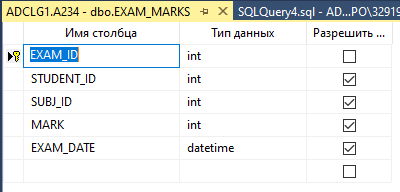 ADCLG1.A234 - dbo.EXAM_MARKS SQLQuery4.sql - AD...PO\32919
Имя столбца Тип данных Разрешить ...
EXAM_ID int
STUDENT_ID int
SUBJ_ID int
MARK int
EXAM_DATE datetime